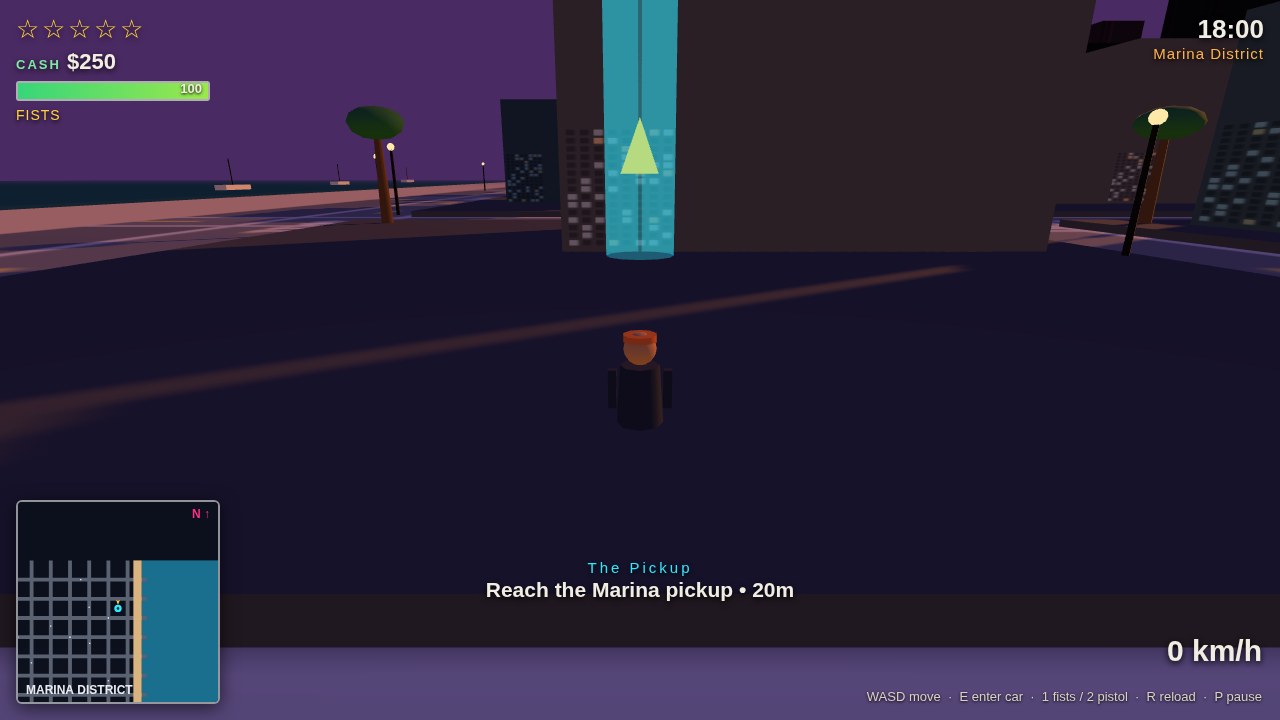 ☆☆☆☆☆
CASH $250
100
FISTS
18:00
Marina District
N ↑
MARINA DISTRICT
The Pickup
Reach the Marina pickup • 20m
0 km/h
WASD move · E enter car · 1 fists / 2 pistol · R reload · P pause